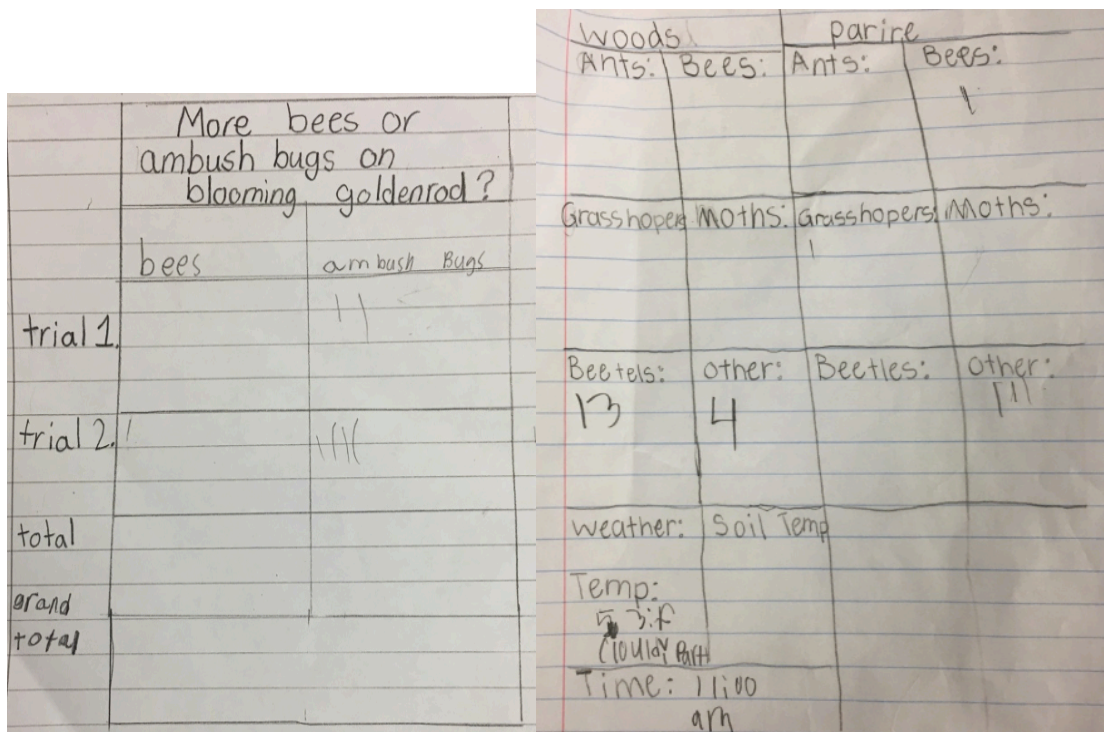 More bees or
ambush bugs on
blooming goldenrod?
bees ambush Bugs
trial 1. ||
trial 2. | ||||
total
grand
total
woods parire
Ants: Bees: Ants: Bees:
|
Grasshopers Moths: Grasshopers: Moths:
|
Beetels: other: Beetles: other:
13 4 ||||
weather: Soil Temp
Temp:
Time: 11:00
am